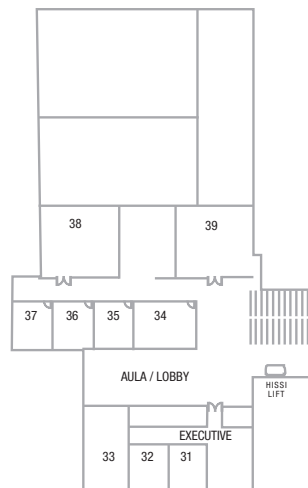 38
39
37
36
35
34
AULA / LOBBY
HISSI
LIFT
EXECUTIVE
33
32
31